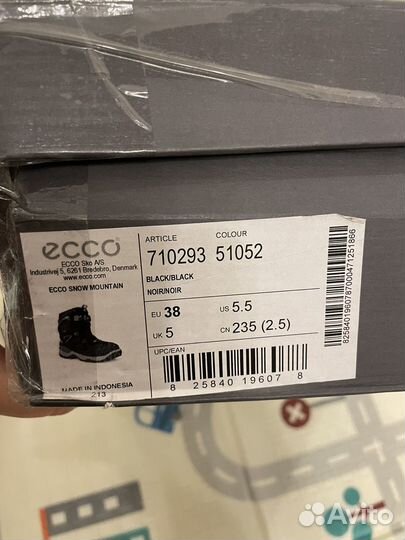 ecco
ECCO Sko A/S
Industrivej 5, 6261 Bredebro, Denmark
www.ecco.com
ECCO SNOW MOUNTAIN
MADE IN INDONESIA
213
ARTICLE COLOUR
710293 51052
BLACK/BLACK
NOIR/NOIR
EU 38 US 5.5
UK 5 CN 235 (2.5)
UPC/EAN
8 25840 19607 8
825840196078700047125 1866
Avito